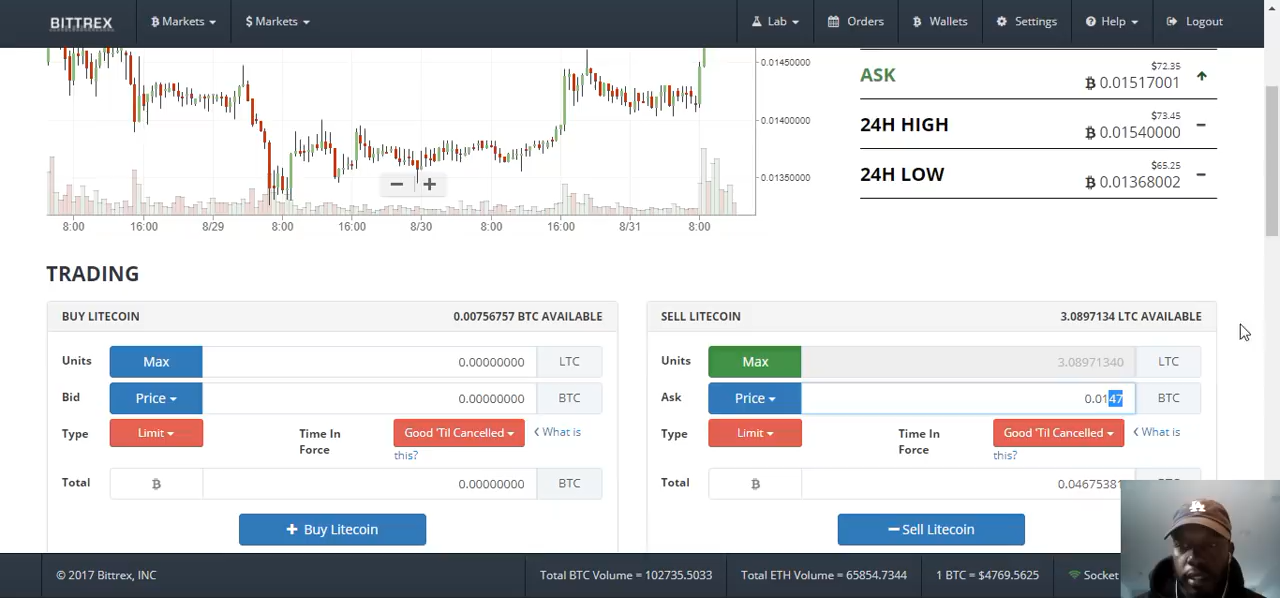 BITTREX
Ƀ Markets
$ Markets
Lab
Orders
Ƀ Wallets
Settings
Help
Logout
0.01450000
0.01400000
0.01350000
8:00 16:00 8/29 8:00 16:00 8/30 8:00 16:00 8/31 8:00
ASK
$72.35
Ƀ 0.01517001
24H HIGH
$73.45
Ƀ 0.01540000
24H LOW
$65.25
Ƀ 0.01368002
TRADING
BUY LITECOIN 0.00756757 BTC AVAILABLE
Units Max 0.00000000 LTC
Bid Price 0.00000000 BTC
Type Limit Time In Force Good 'Til Cancelled What is this?
Total Ƀ 0.00000000 BTC
+ Buy Litecoin
SELL LITECOIN 3.0897134 LTC AVAILABLE
Units Max 3.08971340 LTC
Ask Price 0.0147 BTC
Type Limit Time In Force Good 'Til Cancelled What is this?
Total Ƀ 0.04675381
− Sell Litecoin
© 2017 Bittrex, INC
Total BTC Volume = 102735.5033
Total ETH Volume = 65854.7344
1 BTC = $4769.5625
Socket